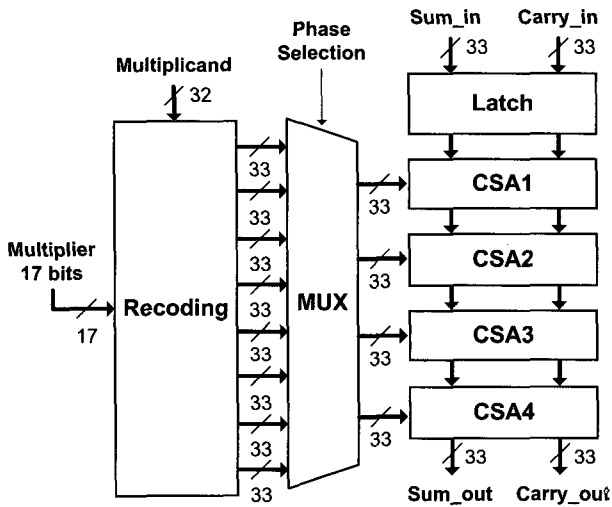 Sum_in Carry_in
33 33
Phase
Selection
Multiplicand
32
Latch
33
33
33
33
33
33
33
33
Multiplier
17 bits
17
Recoding
MUX
33
33
33
33
CSA1
CSA2
CSA3
CSA4
33 33
Sum_out Carry_out